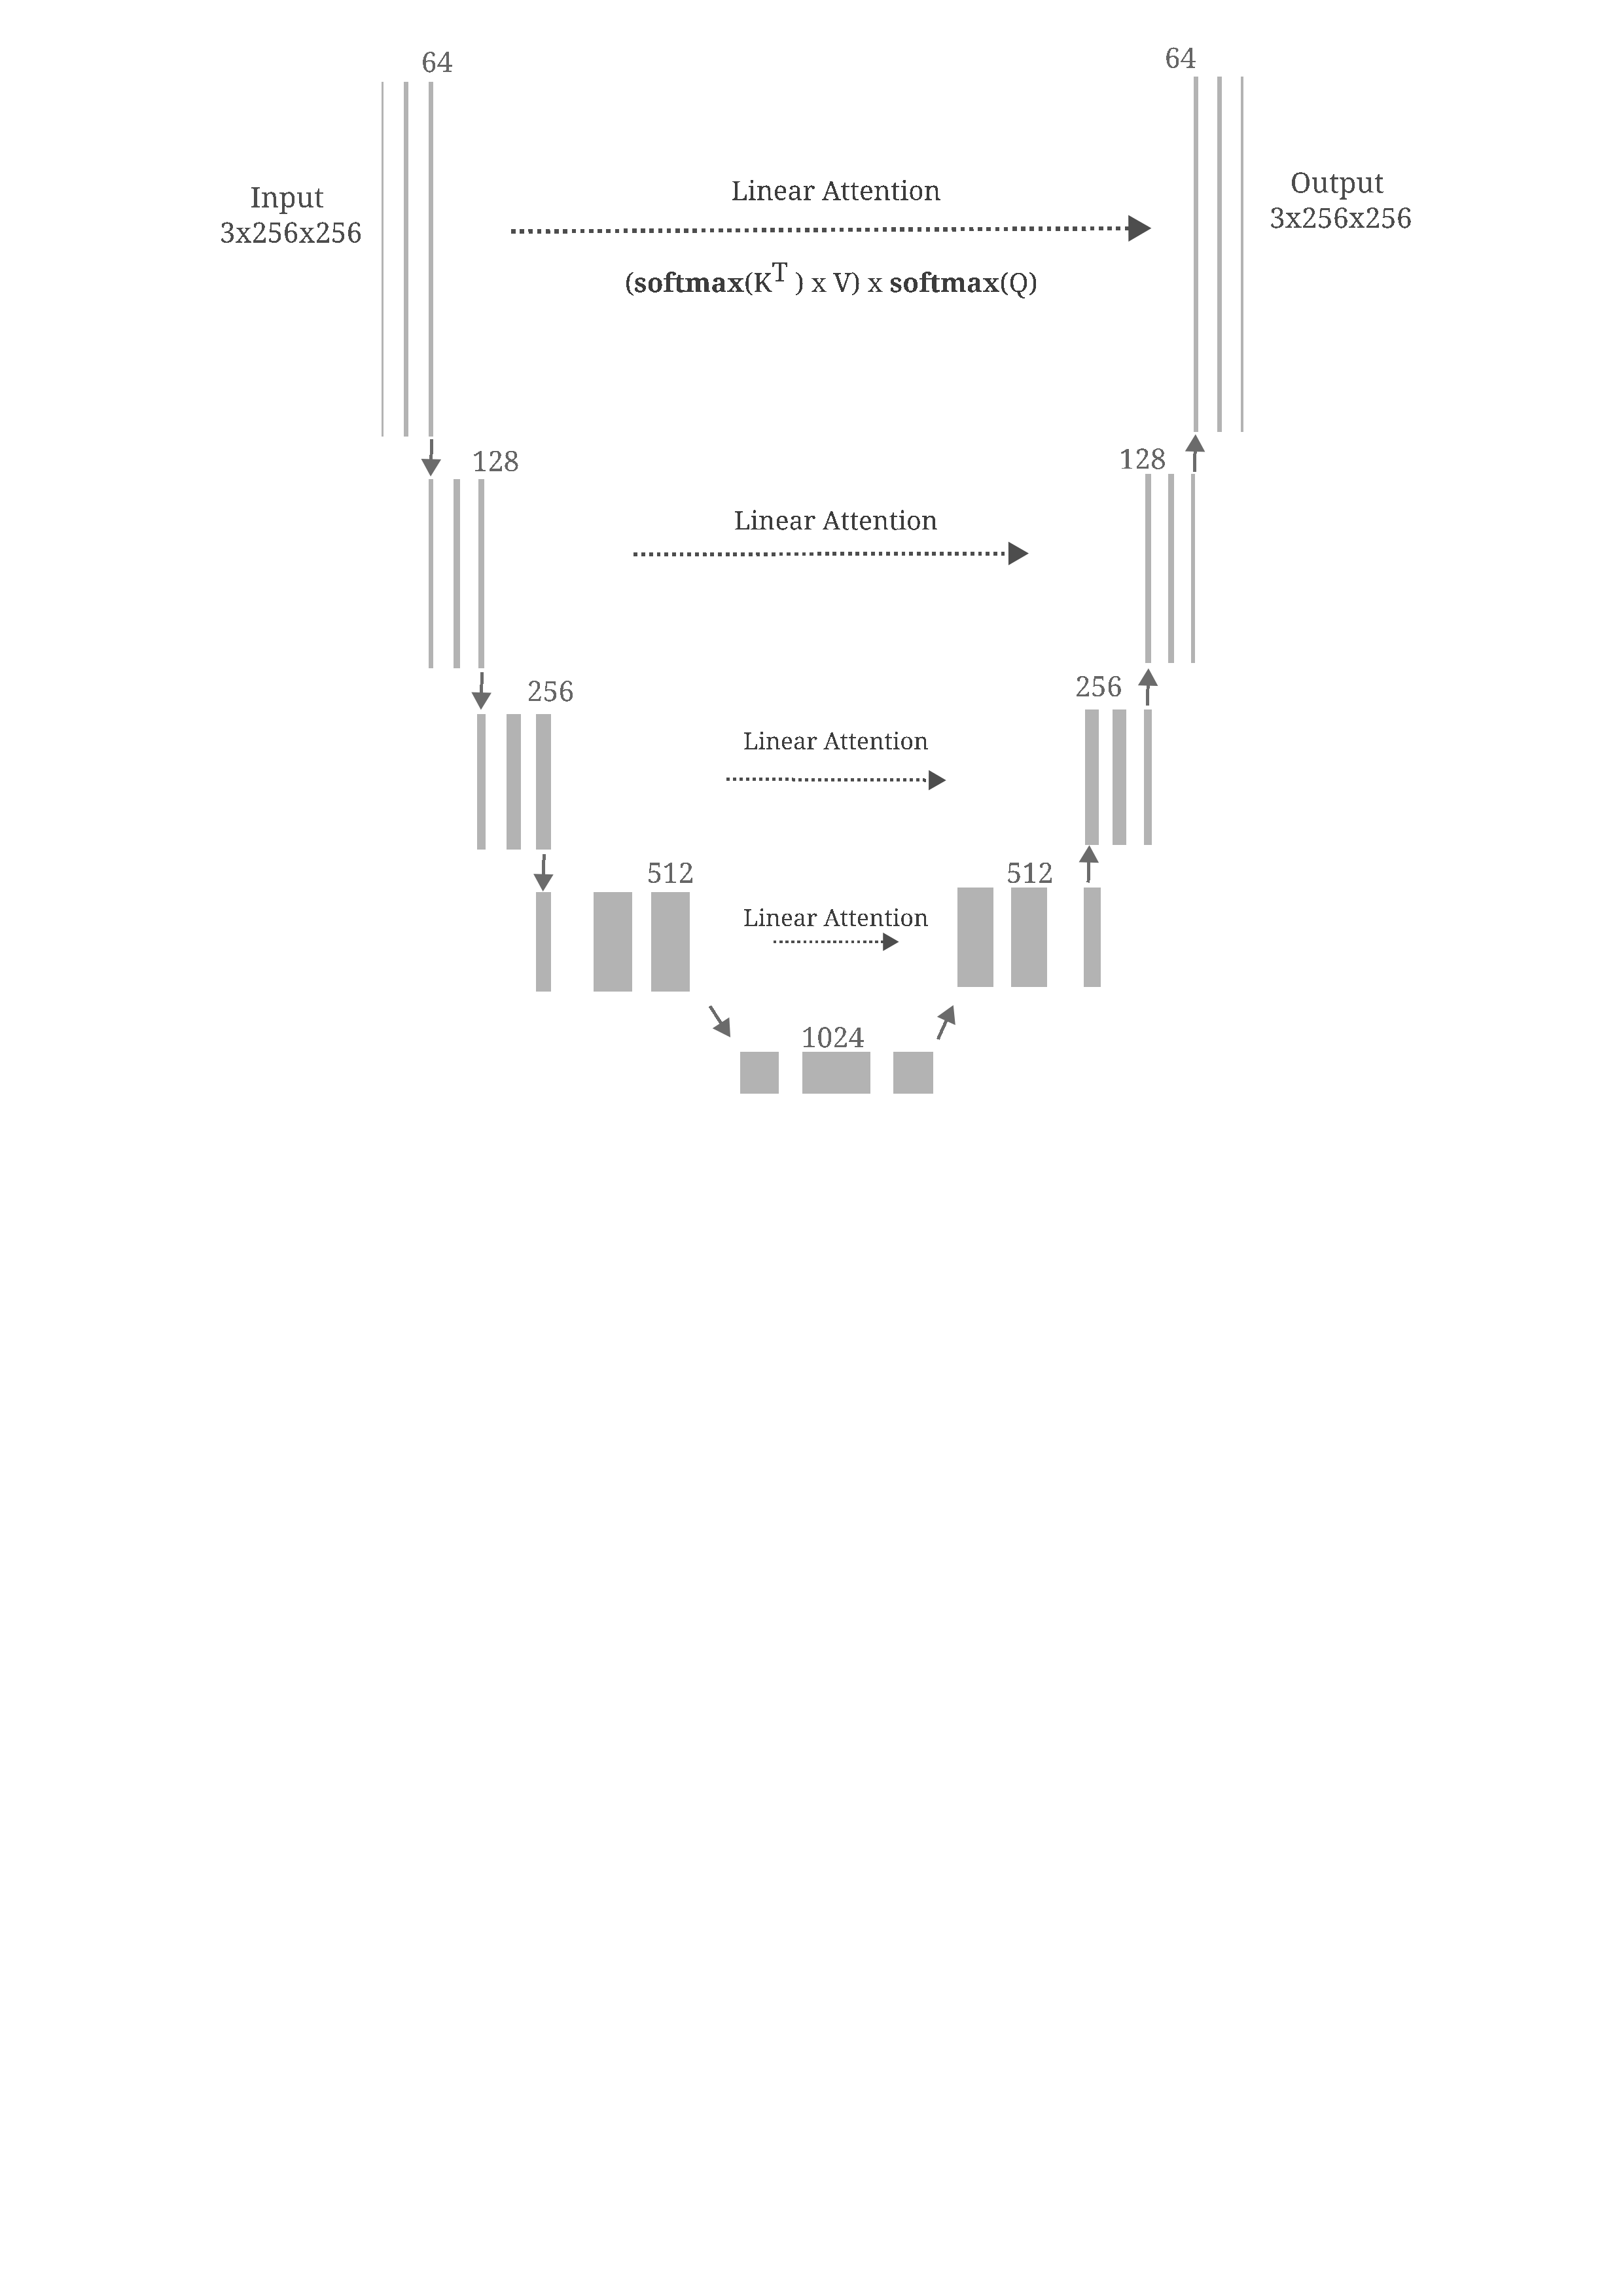 64
64
Input
3x256x256
Linear Attention
Output
3x256x256
(softmax(K^T ) x V) x softmax(Q)
128
128
Linear Attention
256
256
Linear Attention
512
512
Linear Attention
1024